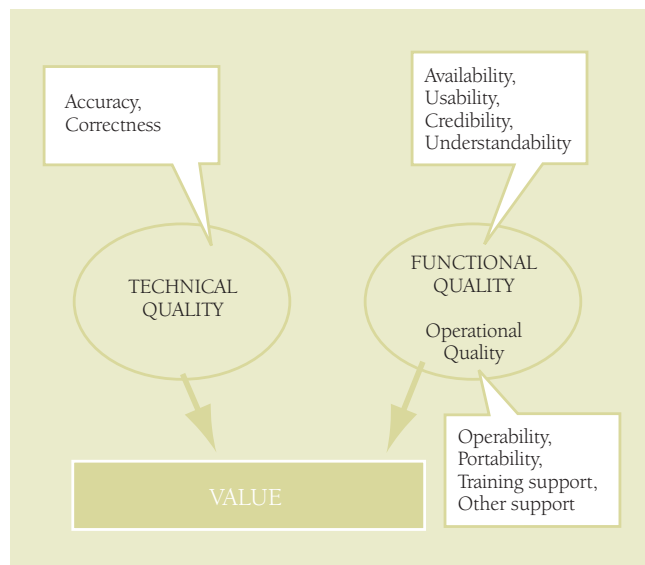 Accuracy,
Correctness
Availability,
Usability,
Credibility,
Understandability
TECHNICAL
QUALITY
FUNCTIONAL
QUALITY
Operational
Quality
Operability,
Portability,
Training support,
Other support
VALUE